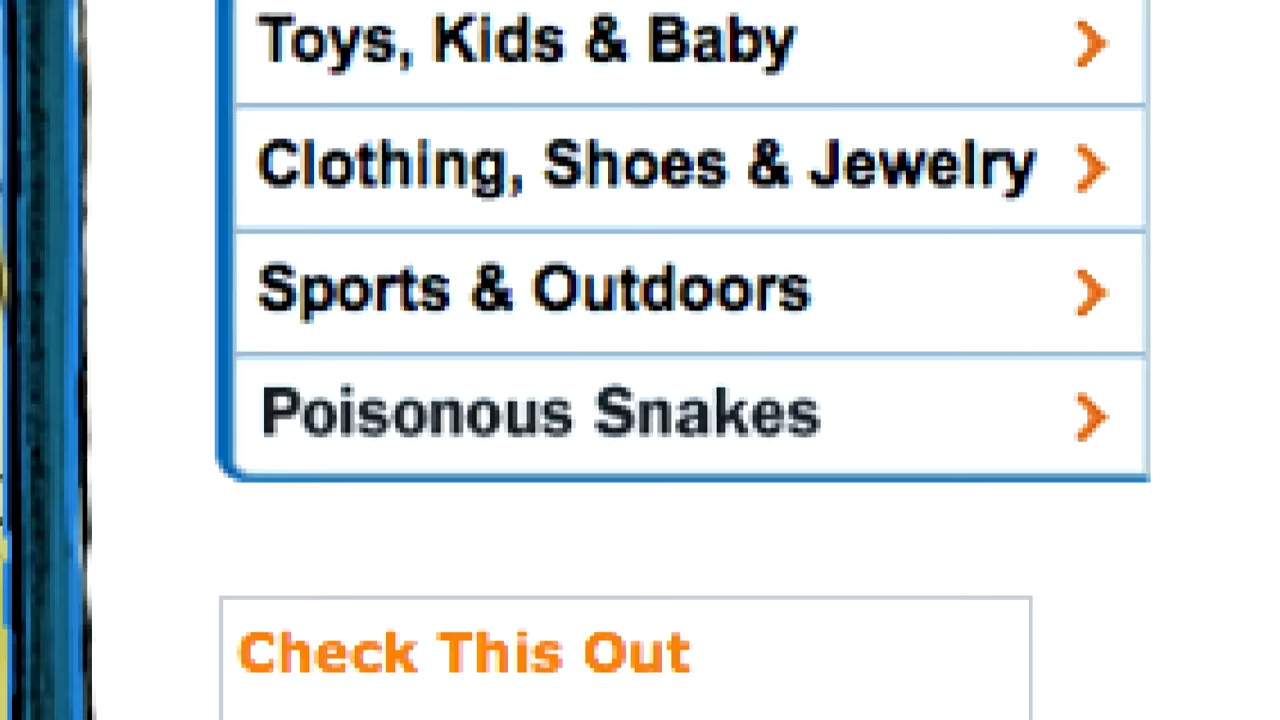 Toys, Kids & Baby
Clothing, Shoes & Jewelry
Sports & Outdoors
Poisonous Snakes
Check This Out